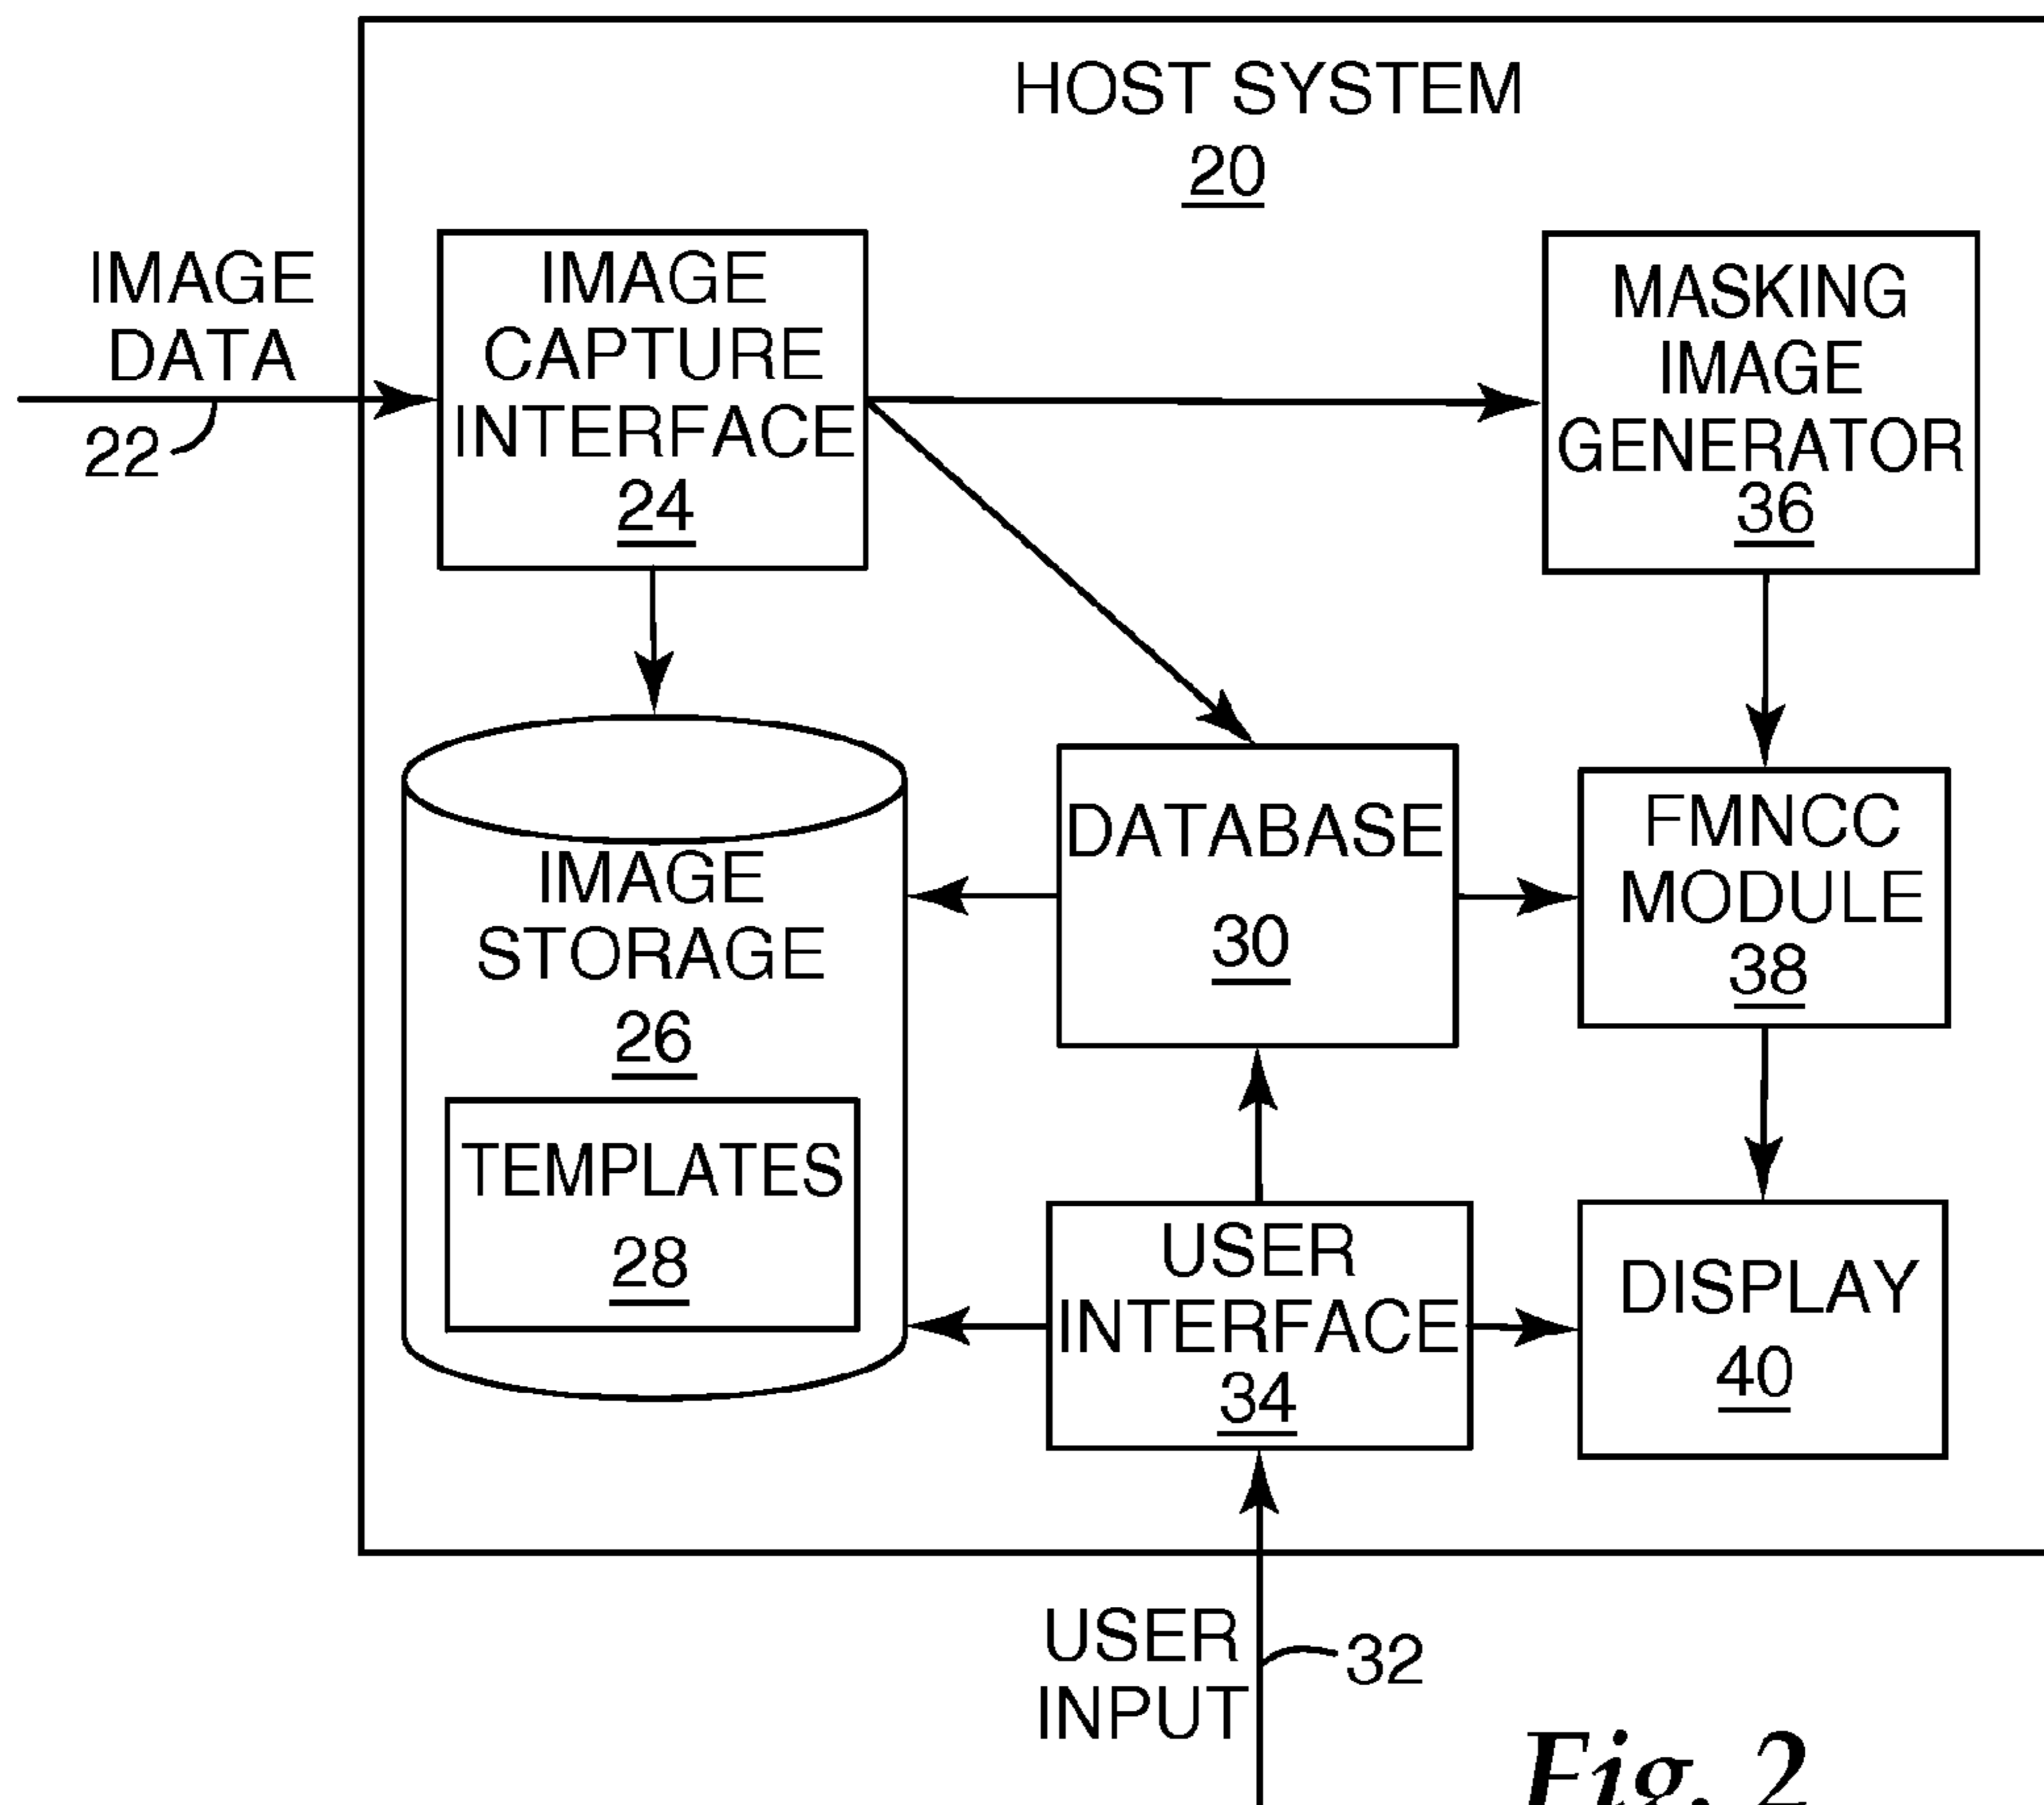 HOST SYSTEM
20
IMAGE
DATA
22
IMAGE
CAPTURE
INTERFACE
24
MASKING
IMAGE
GENERATOR
36
IMAGE
STORAGE
26
TEMPLATES
28
DATABASE
30
FMNCC
MODULE
38
USER
INTERFACE
34
DISPLAY
40
USER
INPUT
32
Fig. 2